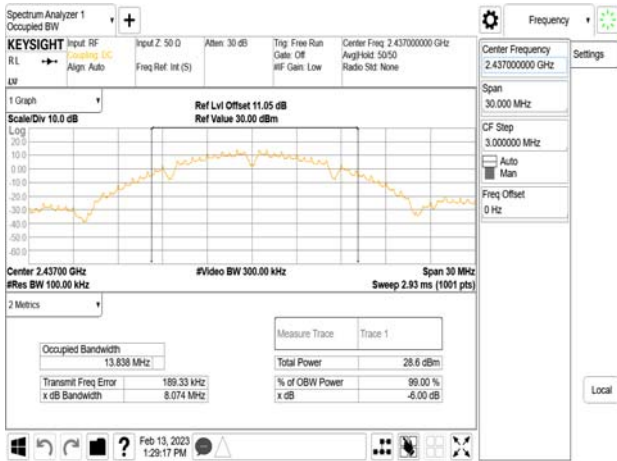 Spectrum Analyzer 1
Occupied BW
+
Frequency
KEYSIGHT
Input: RF
Coupling: DC
Align: Auto
Input Z: 50 Ω
Freq Ref: Int (S)
Atten: 30 dB
Trig: Free Run
Gate: Off
#IF Gain: Low
Center Freq: 2.437000000 GHz
Avg|Hold: 50/50
Radio Std: None
RL
Center Frequency
2.437000000 GHz
Settings
Span
30.000 MHz
CF Step
3.000000 MHz
Auto
Man
Freq Offset
0 Hz
Local
1 Graph
Scale/Div 10.0 dB
Ref Lvl Offset 11.05 dB
Ref Value 30.00 dBm
Log
20.0
10.0
0.00
-10.0
-20.0
-30.0
-40.0
-50.0
-60.0
Center 2.43700 GHz
#Res BW 100.00 kHz
#Video BW 300.00 kHz
Span 30 MHz
Sweep 2.93 ms (1001 pts)
2 Metrics
Measure Trace Trace 1
Occupied Bandwidth
13.838 MHz
Total Power 28.6 dBm
Transmit Freq Error 189.33 kHz
% of OBW Power 99.00 %
x dB Bandwidth 8.074 MHz
x dB -6.00 dB
?
Feb 13, 2023
1:29:17 PM